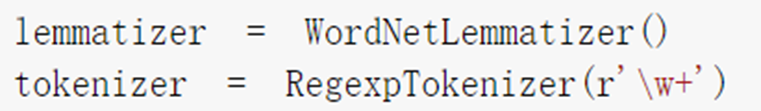 lemmatizer = WordNetLemmatizer()
tokenizer = RegexpTokenizer(r'\w+')